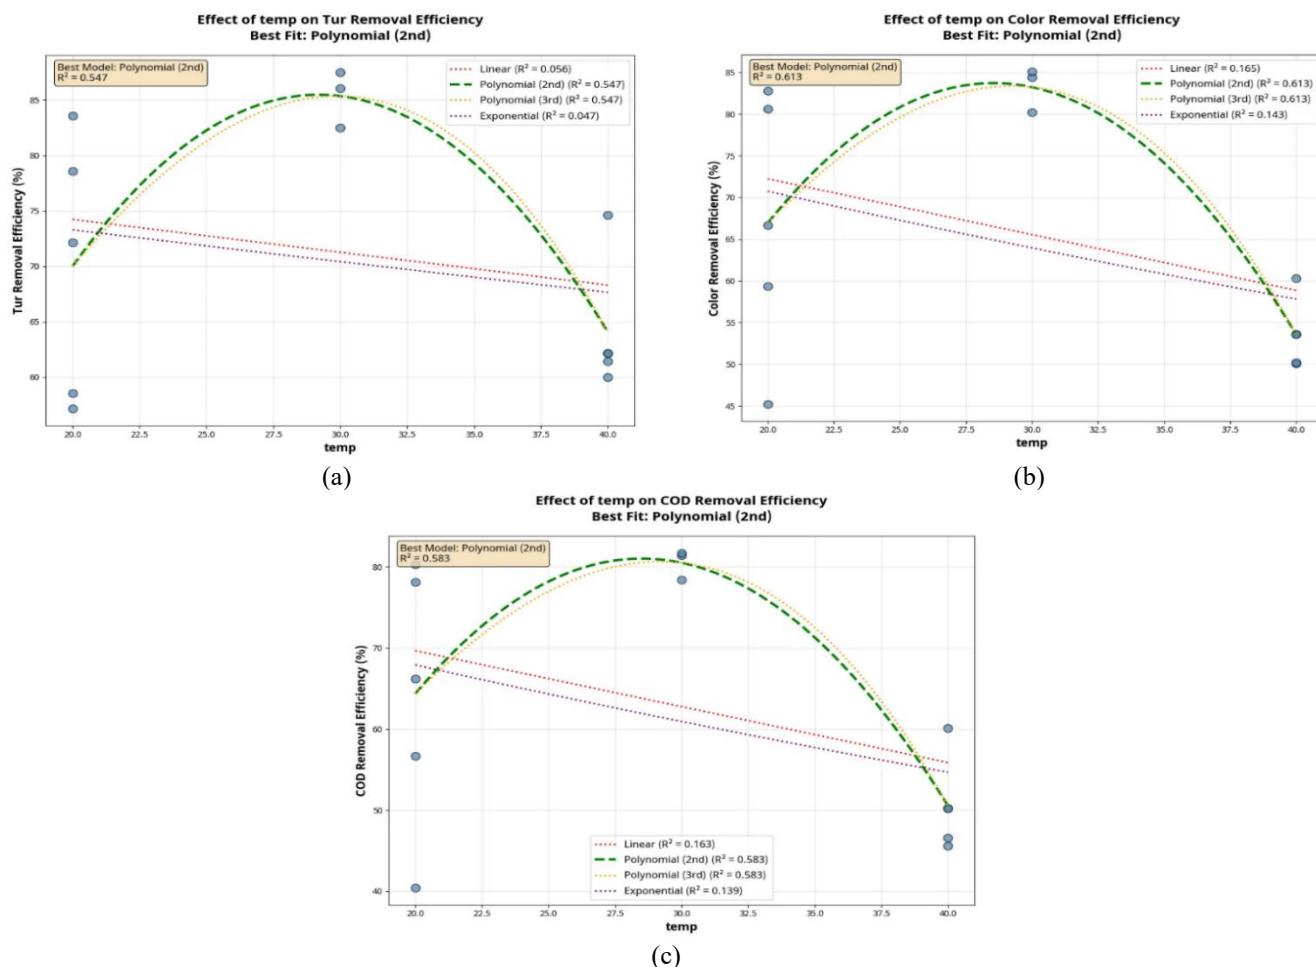 Effect of temp on Tur Removal Efficiency
Best Fit: Polynomial (2nd)
Best Model: Polynomial (2nd)
R² = 0.547
Linear (R² = 0.056)
Polynomial (2nd) (R² = 0.547)
Polynomial (3rd) (R² = 0.547)
Exponential (R² = 0.047)
Tur Removal Efficiency (%)
85
80
75
70
65
60
20.0 22.5 25.0 27.5 30.0 32.5 35.0 37.5 40.0
temp
(a)
Effect of temp on Color Removal Efficiency
Best Fit: Polynomial (2nd)
Best Model: Polynomial (2nd)
R² = 0.613
Linear (R² = 0.165)
Polynomial (2nd) (R² = 0.613)
Polynomial (3rd) (R² = 0.613)
Exponential (R² = 0.143)
Color Removal Efficiency (%)
85
80
75
70
65
60
55
50
45
20.0 22.5 25.0 27.5 30.0 32.5 35.0 37.5 40.0
temp
(b)
Effect of temp on COD Removal Efficiency
Best Fit: Polynomial (2nd)
Best Model: Polynomial (2nd)
R² = 0.583
COD Removal Efficiency (%)
80
70
60
50
40
Linear (R² = 0.163)
Polynomial (2nd) (R² = 0.583)
Polynomial (3rd) (R² = 0.583)
Exponential (R² = 0.139)
20.0 22.5 25.0 27.5 30.0 32.5 35.0 37.5 40.0
temp
(c)